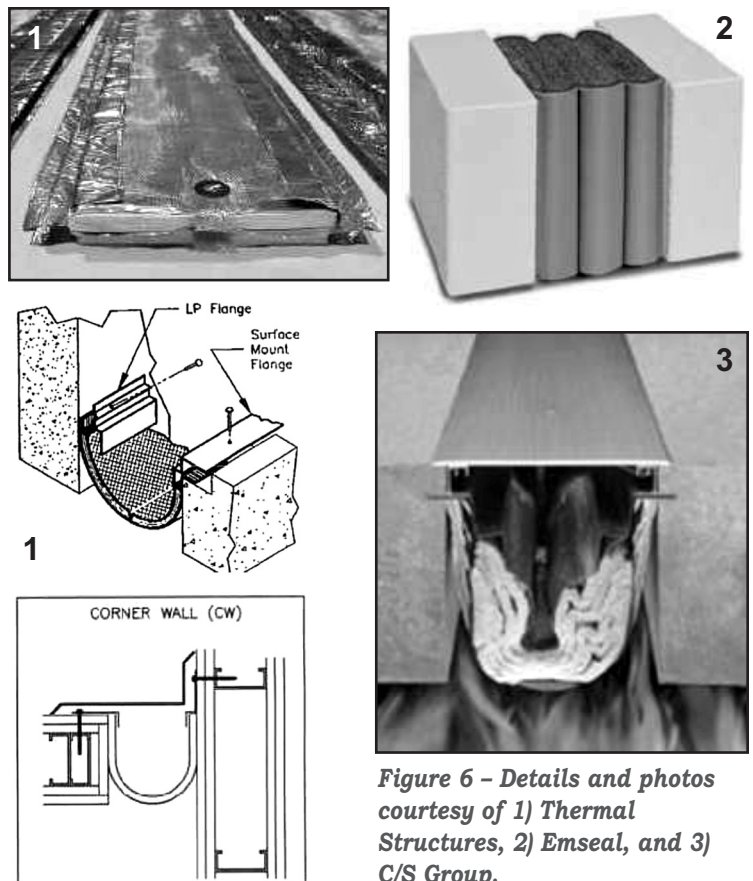 1
2
LP Flange
Surface
Mount
Flange
1
3
CORNER WALL (CW)
Figure 6 – Details and photos
courtesy of 1) Thermal
Structures, 2) Emseal, and 3)
C/S Group.